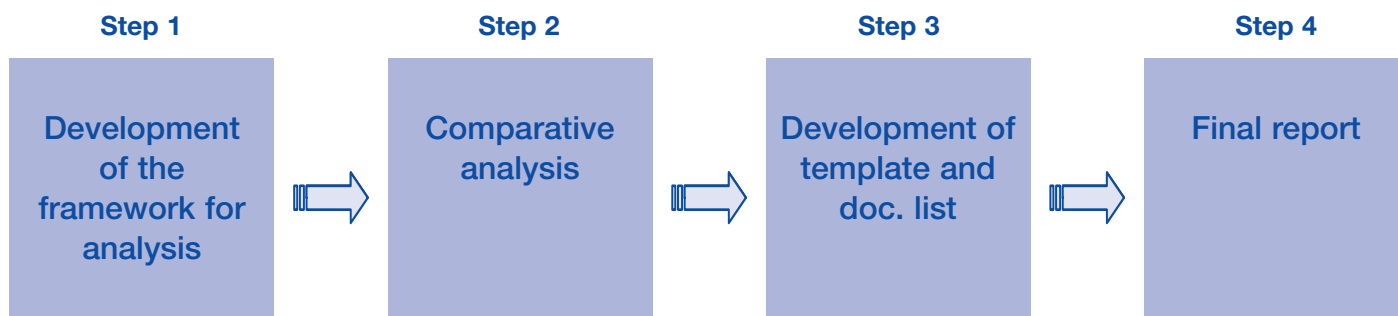 Step 1
Development
of the
framework for
analysis
Step 2
Comparative
analysis
Step 3
Development of
template and
doc. list
Step 4
Final report